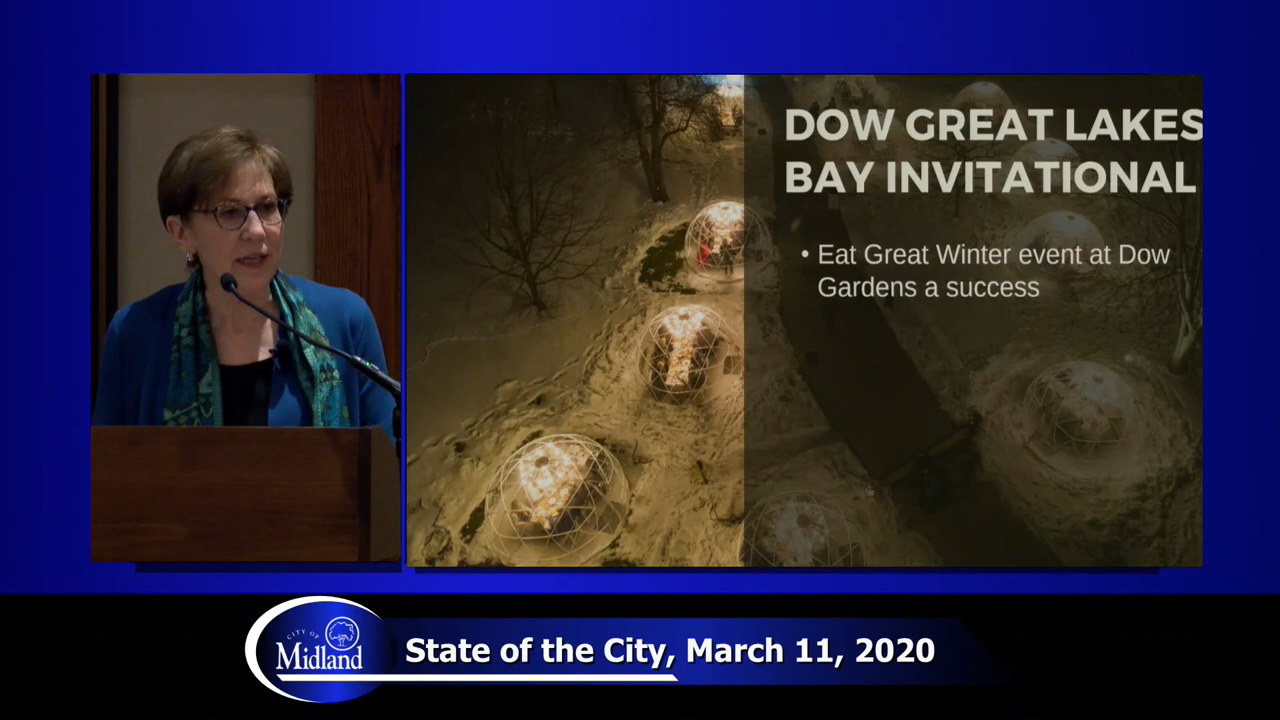 DOW GREAT LAKES
BAY INVITATIONAL
• Eat Great Winter event at Dow
Gardens a success
CITY OF
Midland
State of the City, March 11, 2020